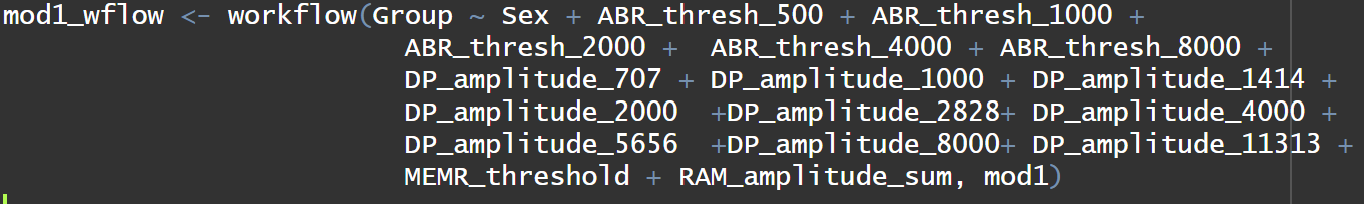 mod1_wflow <- workflow(Group ~ Sex + ABR_thresh_500 + ABR_thresh_1000 +
ABR_thresh_2000 +  ABR_thresh_4000 + ABR_thresh_8000 +
DP_amplitude_707 + DP_amplitude_1000 + DP_amplitude_1414 +
DP_amplitude_2000  +DP_amplitude_2828+ DP_amplitude_4000 +
DP_amplitude_5656  +DP_amplitude_8000+ DP_amplitude_11313 +
MEMR_threshold + RAM_amplitude_sum, mod1)